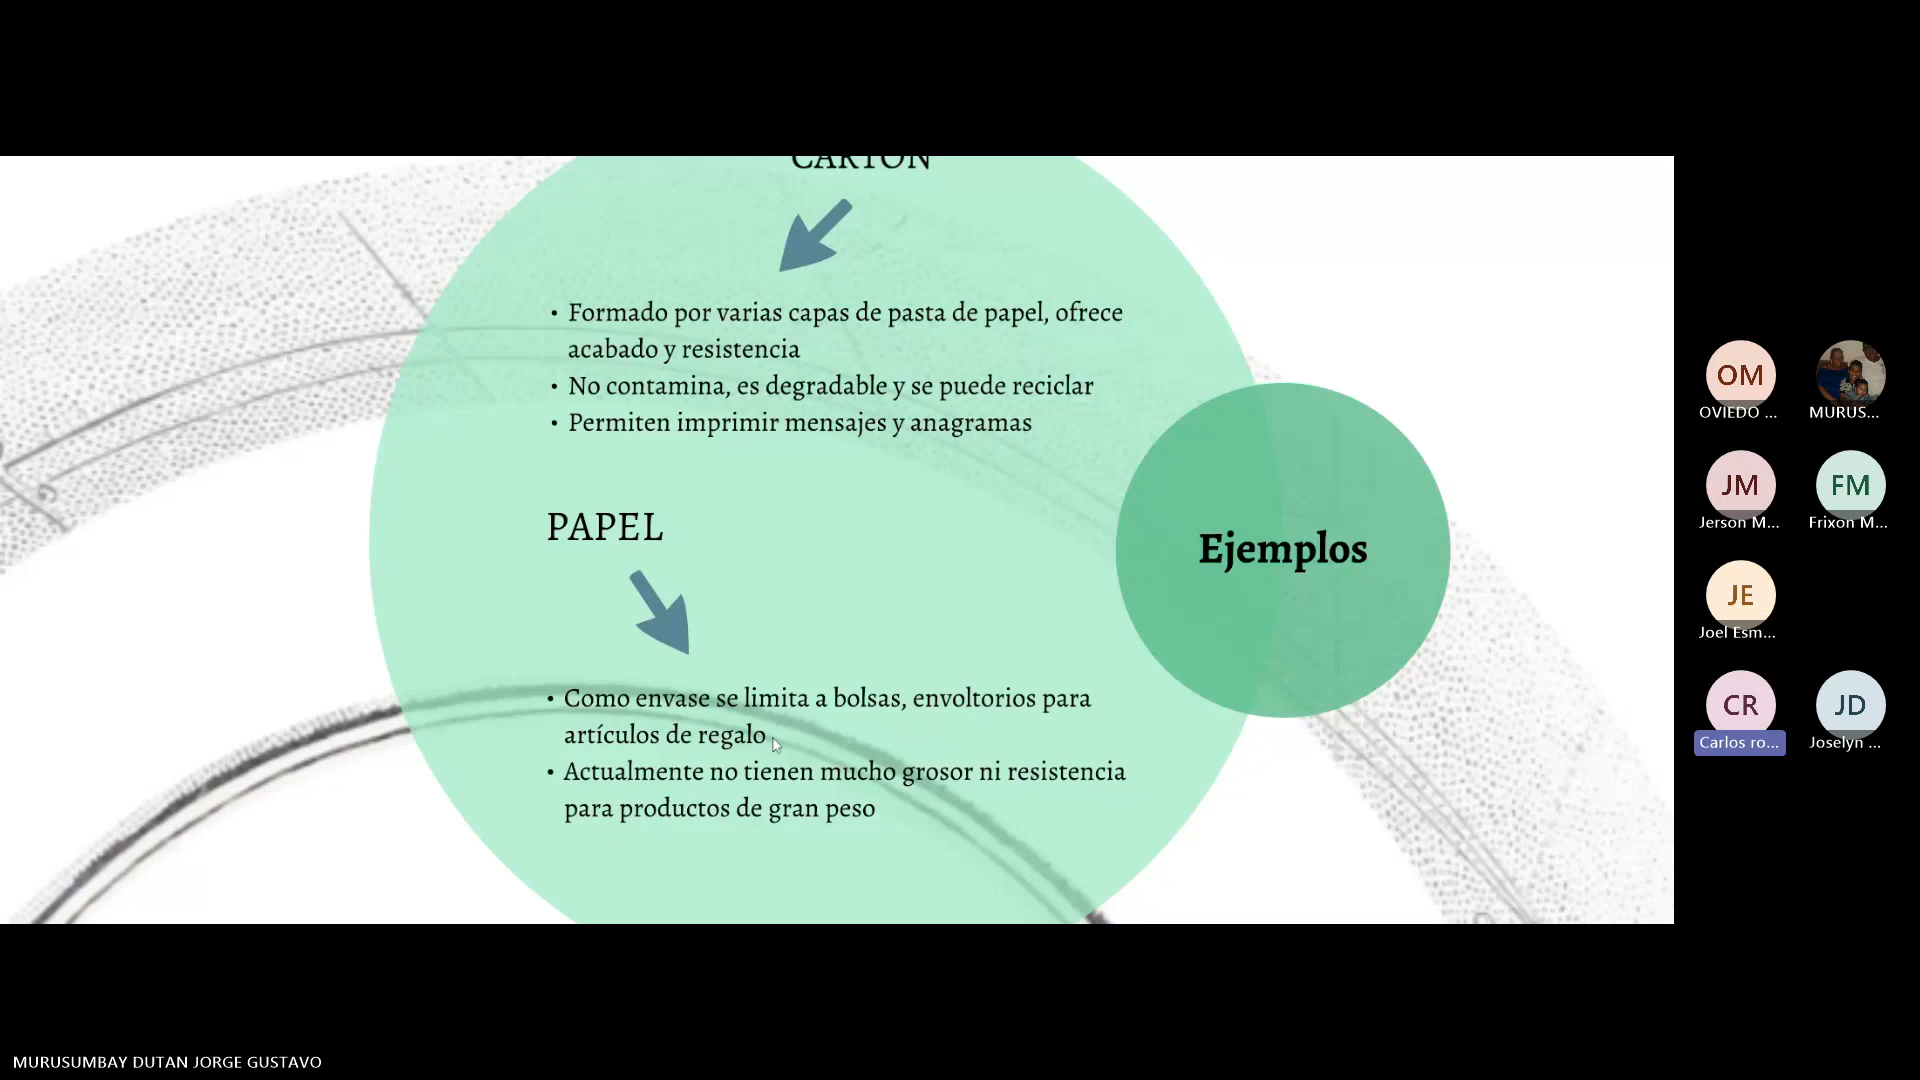 CARTÓN
• Formado por varias capas de pasta de papel, ofrece
acabado y resistencia
• No contamina, es degradable y se puede reciclar
• Permiten imprimir mensajes y anagramas
PAPEL
• Como envase se limita a bolsas, envoltorios para
artículos de regalo
• Actualmente no tienen mucho grosor ni resistencia
para productos de gran peso
Ejemplos
OM
OVIEDO ...
MURUS...
JM
Jerson M...
FM
Frixon M...
JE
Joel Esm...
CR
Carlos ro...
JD
Joselyn ...
MURUSUMBAY DUTAN JORGE GUSTAVO